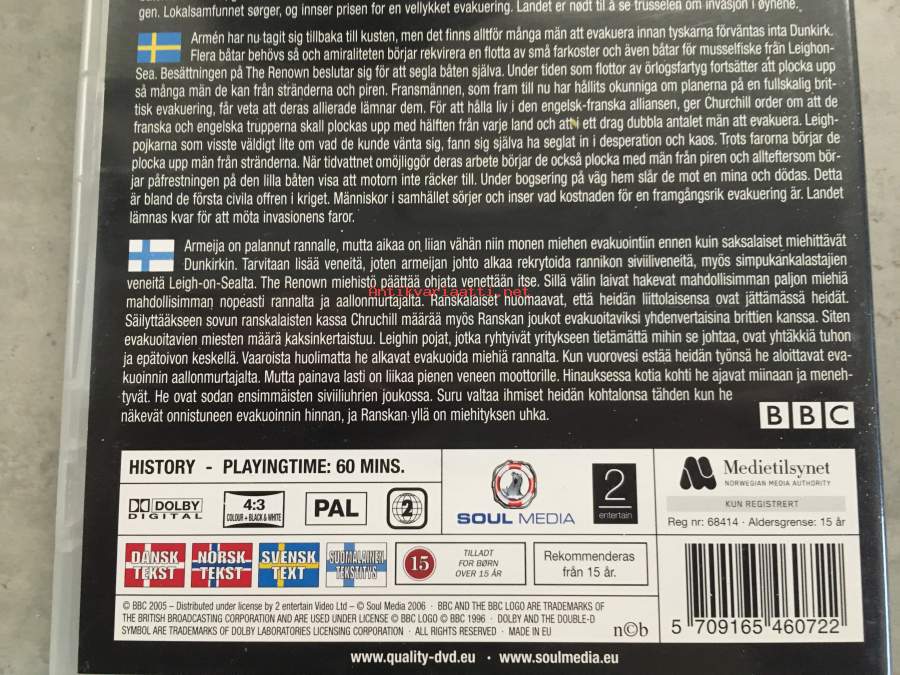 gen. Lokalsamfunnet sørger, og innser prisen for en vellykket evakuering. Landet er nødt til å se trusselen om invasjon i øynene.
Armén har nu tagit sig tillbaka till kusten, men det finns alltför många män att evakuera innan tyskarna förväntas inta Dunkirk.
Flera båtar behövs så och amiraliteten börjar rekvirera en flotta av små farkoster och även båtar för musselfiske från Leighon-
Sea. Besättningen på The Renown beslutar sig för att segla båten själva. Under tiden som flottor av örlogsfartyg fortsätter att plocka upp
så många män de kan från stränderna och piren. Fransmännen, som fram till nu har hållits okunniga om planerna på en fullskalig brit-
tisk evakuering, får veta att deras allierade lämnar dem. För att hålla liv i den engelsk-franska alliansen, ger Churchill order om att de
franska och engelska trupperna skall plockas upp med hälften från varje land och att i ett drag dubbla antalet män att evakuera. Leigh-
pojkarna som visste väldigt lite om vad de kunde vänta sig, fann sig själva ha seglat in i desperation och kaos. Trots farorna börjar de
plocka upp män från stränderna. När tidvattnet omöjliggör deras arbete börjar de också plocka med män från piren och allteftersom bör-
jar påfrestningen på den lilla båten visa att motorn inte räcker till. Under bogsering på väg hem slår de mot en mina och dödas. Detta
är bland de första civila offren i kriget. Människor i samhället sörjer och inser vad kostnaden för en framgångsrik evakuering är. Landet
lämnas kvar för att möta invasionens faror.
Armeija on palannut rannalle, mutta aikaa on liian vähän niin monen miehen evakuointiin ennen kuin saksalaiset miehittävät
Dunkirkin. Tarvitaan lisää veneitä, joten armeijan johto alkaa rekrytoida rannikon siviiliveneitä, myös simpukankalastajien
veneitä Leigh-on-Sealta. The Renown miehistö päättää ohjata venettään itse. Sillä välin laivat hakevat mahdollisimman paljon miehiä
Antikvariaatti.net
mahdollisimman nopeasti rannalta ja aallonmurtajalta. Ranskalaiset huomaavat, että heidän liittolaisensa ovat jättämässä heidät.
Säilyttääkseen sovun ranskalaisten kassa Chruchill määrää myös Ranskan joukot evakuoitaviksi yhdenvertaisina brittien kanssa. Siten
evakuoitavien miesten määrä kaksinkertaistuu. Leighin pojat, jotka ryhtyivät yritykseen tietämättä mihin se johtaa, ovat yhtäkkiä tuhon
ja epätoivon keskellä. Vaaroista huolimatta he alkavat evakuoida miehiä rannalta. Kun vuorovesi estää heidän työnsä he aloittavat eva-
kuoinnin aallonmurtajalta. Mutta painava lasti on liikaa pienen veneen moottorille. Hinauksessa kotia kohti he ajavat miinaan ja meneh-
tyvät. He ovat sodan ensimmäisten siviiliuhrien joukossa. Suru valtaa ihmiset heidän kohtalonsa tähden kun he
näkevät onnistuneen evakuoinnin hinnan, ja Ranskan yllä on miehityksen uhka.
BBC
HISTORY - PLAYINGTIME: 60 MINS.
DOLBY
DIGITAL
4:3
COLOUR + BLACK & WHITE
PAL
2
SOUL MEDIA
2
entertain
Medietilsynet
NORWEGIAN MEDIA AUTHORITY
KUN REGISTRERT
Reg nr: 68414 · Aldersgrense: 15 år
DANSK
TEKST
NORSK
TEKST
SVENSK
TEXT
SUOMALAINEN
TEKSTITYS
15
TILLADT
FOR BØRN
OVER 15 ÅR
Rekommenderas
från 15 år.
© BBC 2005 – Distributed under license by 2 entertain Video Ltd – © Soul Media 2006 · BBC AND THE BBC LOGO ARE TRADEMARKS OF
THE BRITISH BROADCASTING CORPORATION AND ARE USED UNDER LICENSE © BBC LOGO © BBC 1996 · DOLBY AND THE DOUBLE-D
SYMBOL ARE TRADEMARKS OF DOLBY LABORATORIES LICENSING CORPORATION · ALL RIGHTS RESERVED · MADE IN EU
n©b
5 709165 460722
www.quality-dvd.eu · www.soulmedia.eu